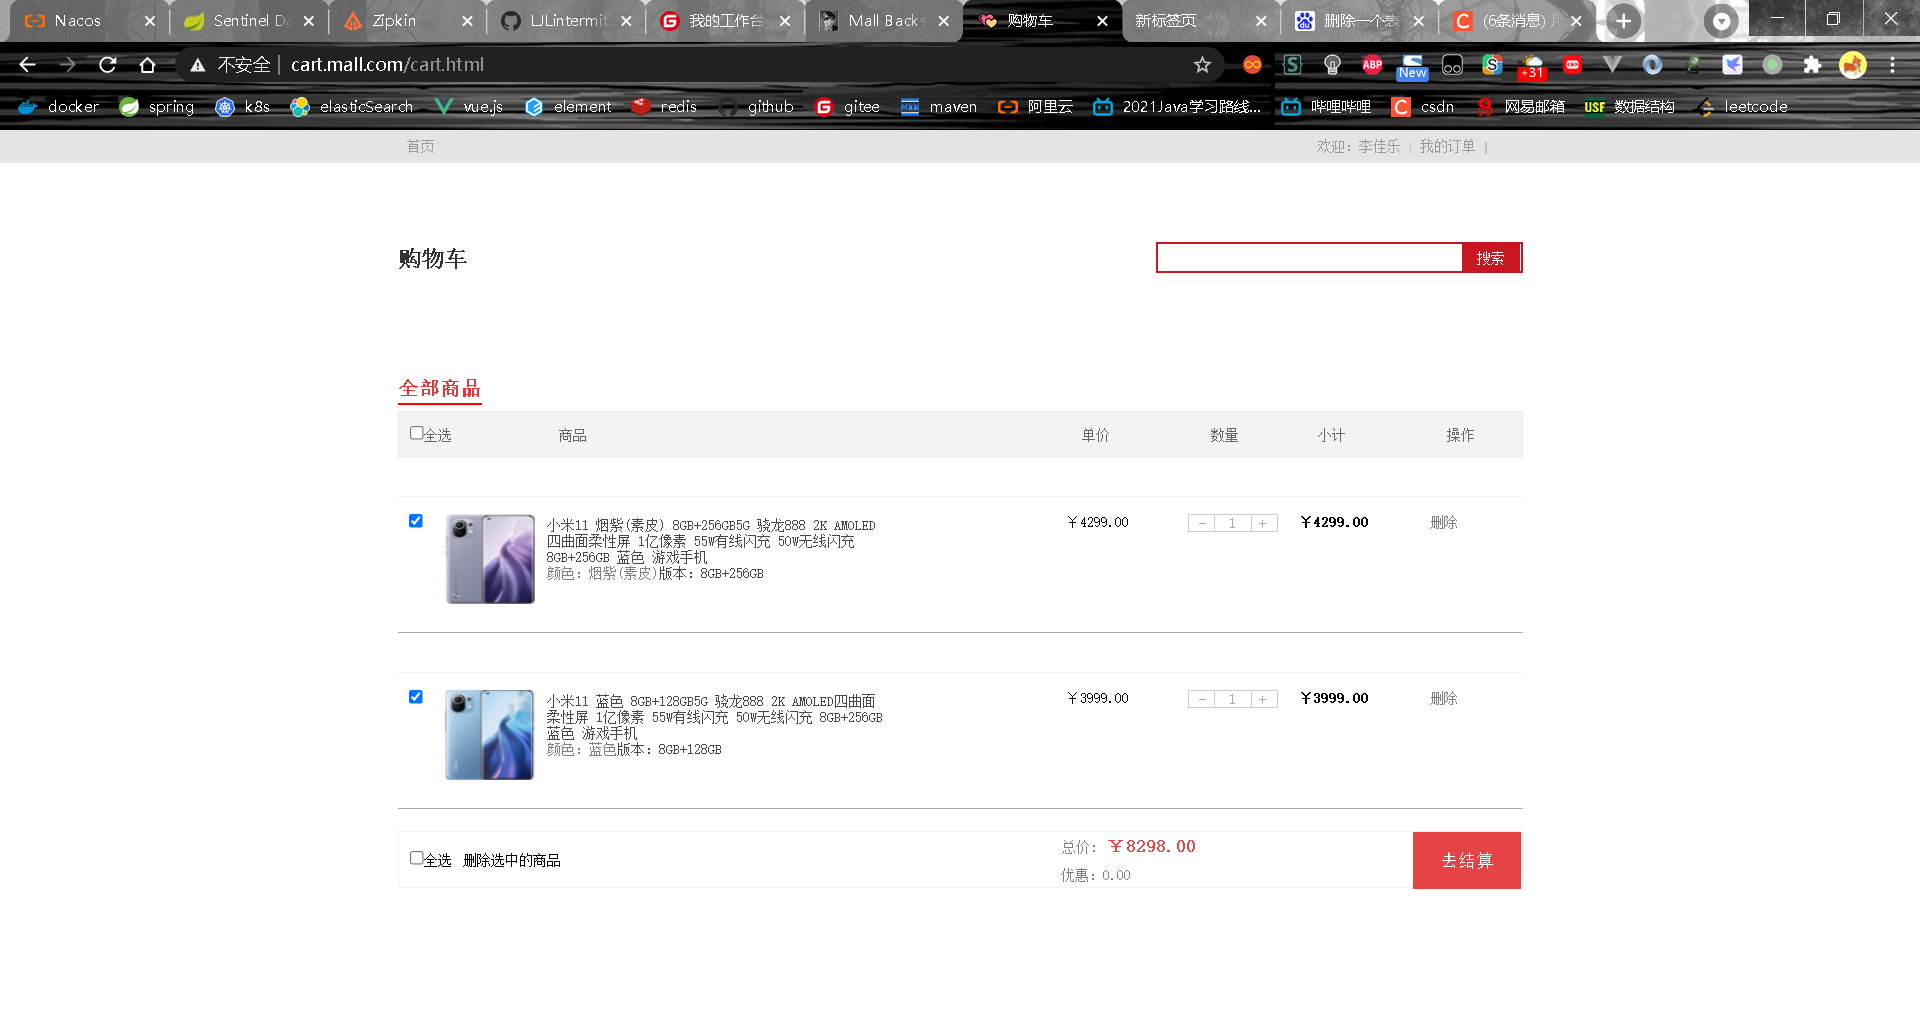 Nacos
Sentinel Da
Zipkin
LJLintermit
我的工作台
Mall Backs
购物车
新标签页
删除一个表
(6条消息)
不安全 | cart.mall.com/cart.html
ABP
New
+31
docker
spring
k8s
elasticSearch
vue.js
element
redis
github
gitee
maven
阿里云
2021Java学习路线...
哔哩哔哩
csdn
网易邮箱
USF 数据结构
leetcode
首页
欢迎：李佳乐 | 我的订单 |
购物车
搜索
全部商品
全选 商品 单价 数量 小计 操作
小米11 烟紫(素皮) 8GB+256GB5G 骁龙888 2K AMOLED
四曲面柔性屏 1亿像素 55W有线闪充 50W无线闪充
8GB+256GB 蓝色 游戏手机
颜色：烟紫(素皮)版本：8GB+256GB
￥4299.00 − 1 + ￥4299.00 删除
小米11 蓝色 8GB+128GB5G 骁龙888 2K AMOLED四曲面
柔性屏 1亿像素 55W有线闪充 50W无线闪充 8GB+256GB
蓝色 游戏手机
颜色：蓝色版本：8GB+128GB
￥3999.00 − 1 + ￥3999.00 删除
全选 删除选中的商品
总价：￥8298.00
优惠：0.00
去结算